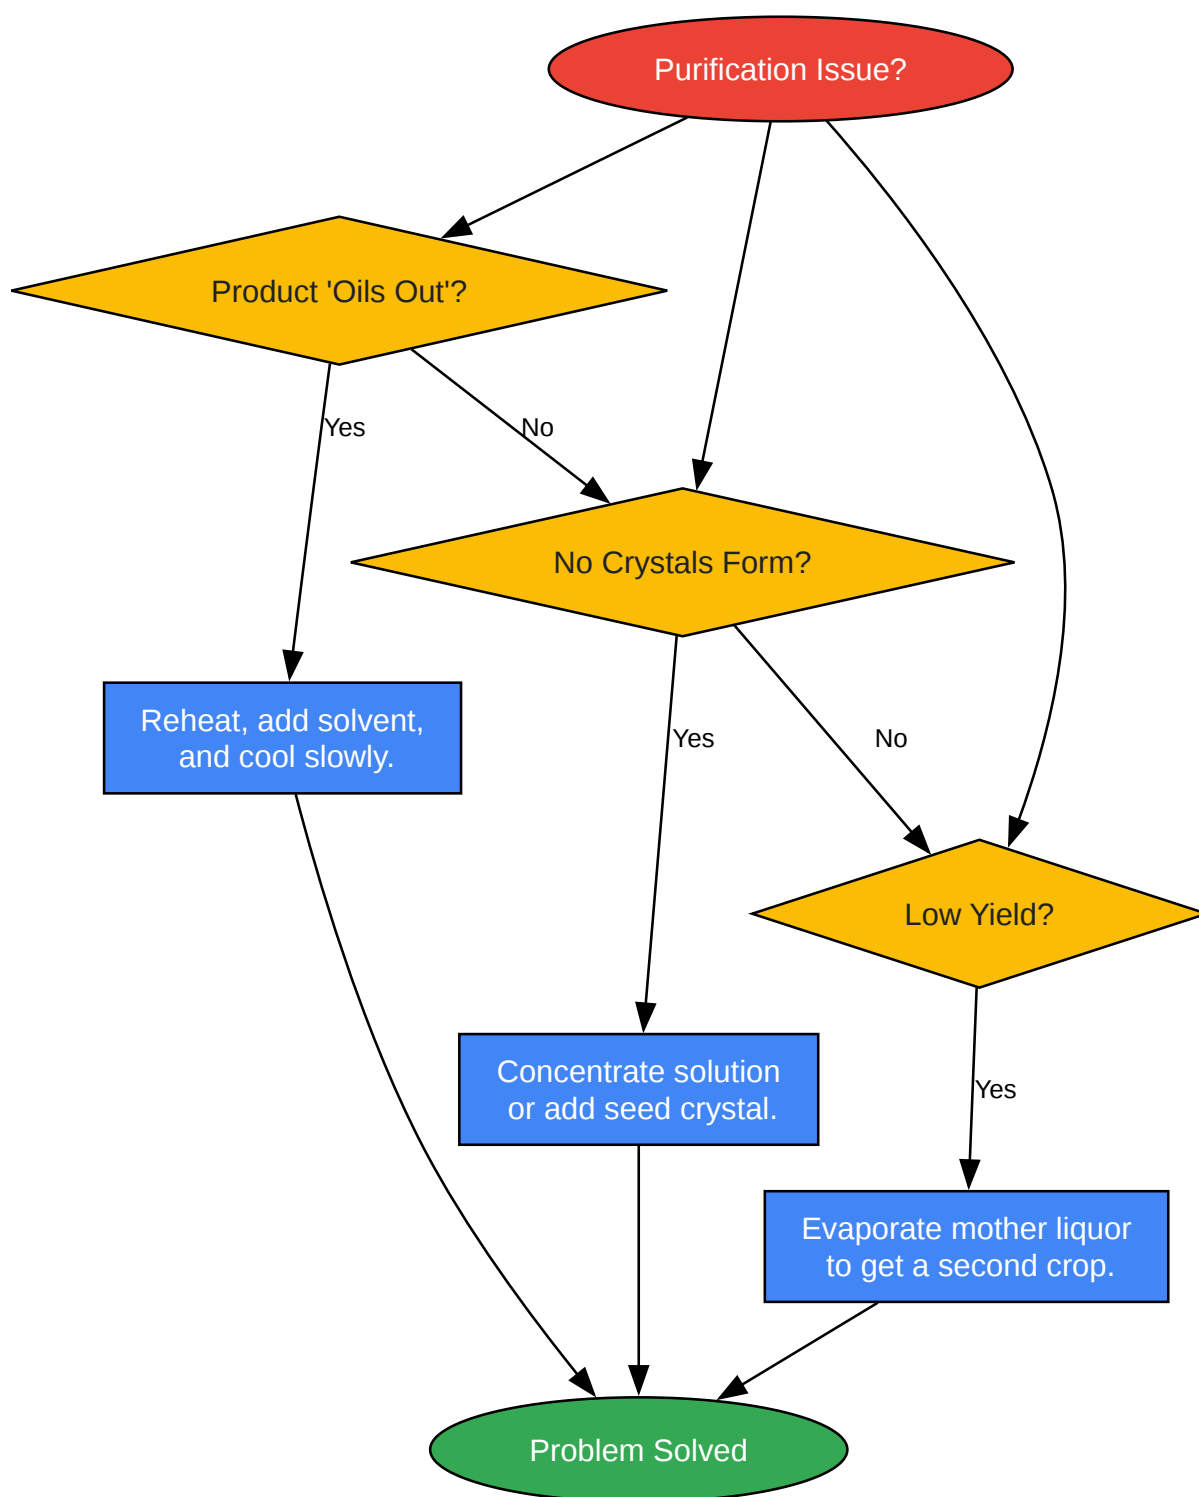 Purification Issue?
Product 'Oils Out'?
Yes
No
No Crystals Form?
Reheat, add solvent,
and cool slowly.
Yes
No
Low Yield?
Concentrate solution
or add seed crystal.
Yes
Evaporate mother liquor
to get a second crop.
Problem Solved